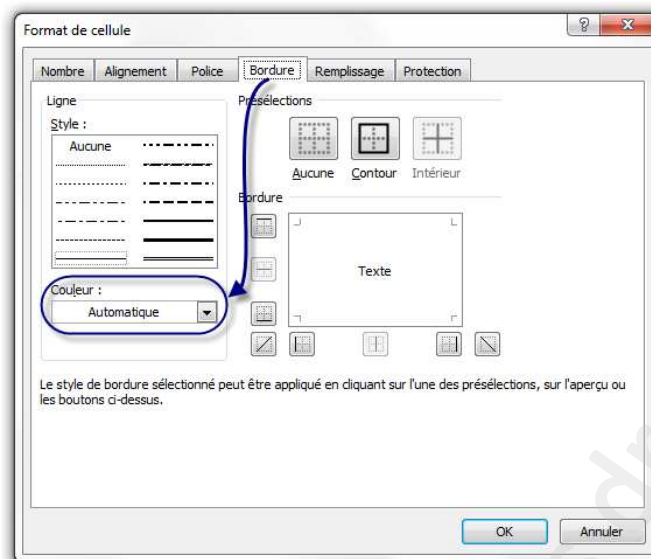 Format de cellule
Nombre Alignement Police Bordure Remplissage Protection
Ligne
Style :
Aucune
Couleur :
Automatique
Présélections
Aucune Contour Intérieur
Bordure
Texte
Le style de bordure sélectionné peut être appliqué en cliquant sur l'une des présélections, sur l'aperçu ou
les boutons ci-dessus.
OK Annuler